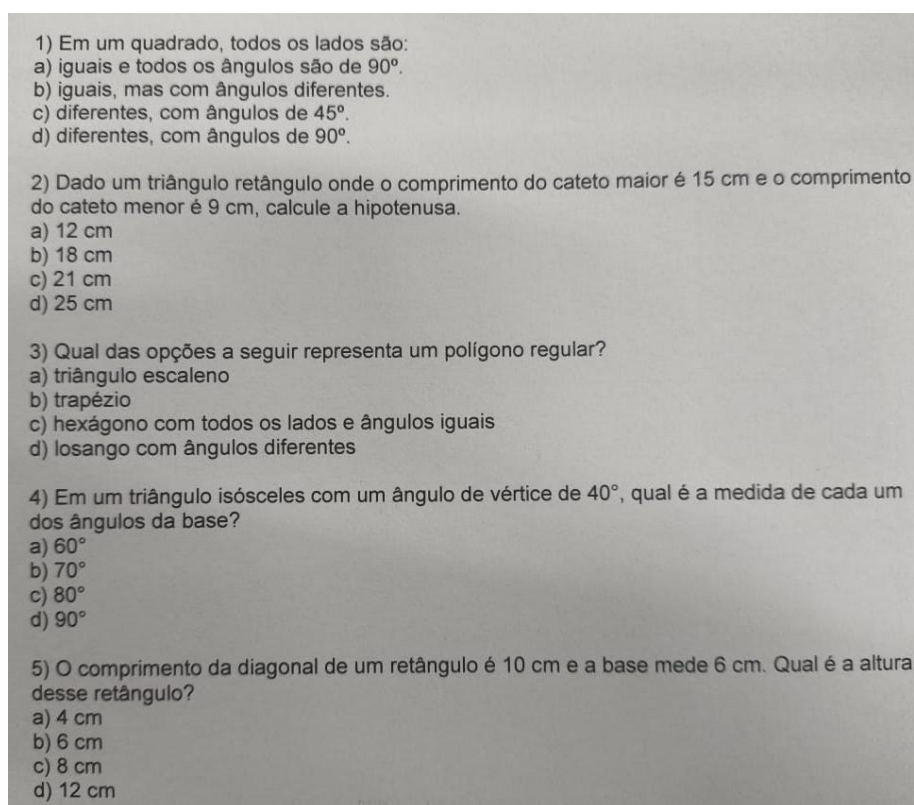 1) Em um quadrado, todos os lados são:
a) iguais e todos os ângulos são de 90º.
b) iguais, mas com ângulos diferentes.
c) diferentes, com ângulos de 45º.
d) diferentes, com ângulos de 90º.
2) Dado um triângulo retângulo onde o comprimento do cateto maior é 15 cm e o comprimento
do cateto menor é 9 cm, calcule a hipotenusa.
a) 12 cm
b) 18 cm
c) 21 cm
d) 25 cm
3) Qual das opções a seguir representa um polígono regular?
a) triângulo escaleno
b) trapézio
c) hexágono com todos os lados e ângulos iguais
d) losango com ângulos diferentes
4) Em um triângulo isósceles com um ângulo de vértice de 40°, qual é a medida de cada um
dos ângulos da base?
a) 60°
b) 70°
c) 80°
d) 90°
5) O comprimento da diagonal de um retângulo é 10 cm e a base mede 6 cm. Qual é a altura
desse retângulo?
a) 4 cm
b) 6 cm
c) 8 cm
d) 12 cm